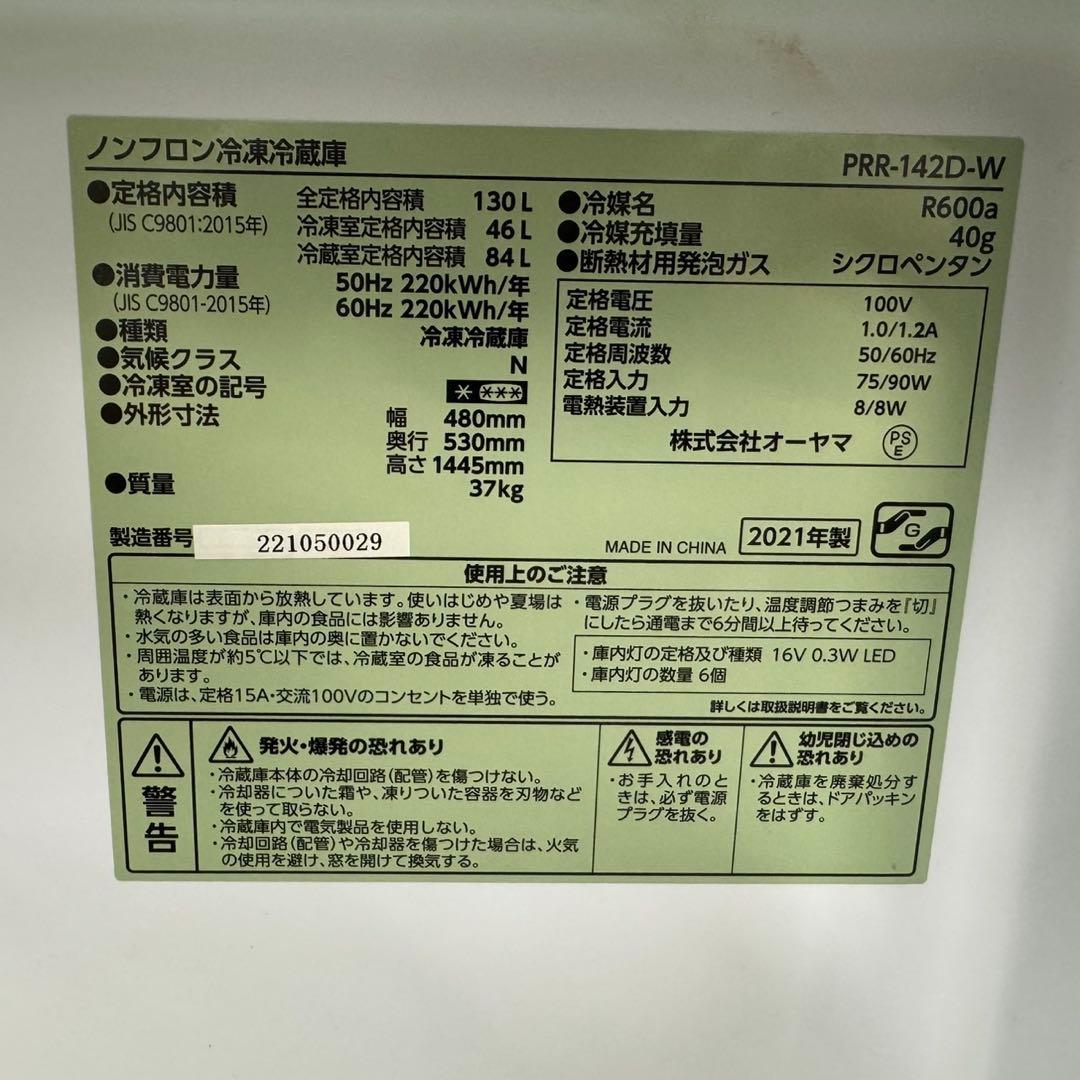 ノンフロン冷凍冷蔵庫
PRR-142D-W
●定格内容積
(JIS C9801:2015年)
全定格内容積 130 L
冷凍室定格内容積 46 L
冷蔵室定格内容積 84 L
●消費電力量
(JIS C9801-2015年)
50Hz 220kWh/年
60Hz 220kWh/年
●種類 冷凍冷蔵庫
●気候クラス N
●冷凍室の記号
●外形寸法
幅 480mm
奥行 530mm
高さ 1445mm
●質量 37kg
●冷媒名 R600a
●冷媒充填量 40g
●断熱材用発泡ガス シクロペンタン
定格電圧 100V
定格電流 1.0/1.2A
定格周波数 50/60Hz
定格入力 75/90W
電熱装置入力 8/8W
株式会社オーヤマ PSE
製造番号 221050029
MADE IN CHINA 2021年製 G
使用上のご注意
・冷蔵庫は表面から放熱しています。使いはじめや夏場は
熱くなりますが、庫内の食品には影響ありません。
・水気の多い食品は庫内の奥に置かないでください。
・周囲温度が約5℃以下では、冷蔵室の食品が凍ることが
あります。
・電源は、定格15A・交流100Vのコンセントを単独で使う。
・電源プラグを抜いたり、温度調節つまみを『切』
にしたら通電まで6分間以上待ってください。
・庫内灯の定格及び種類 16V 0.3W LED
・庫内灯の数量 6個
詳しくは取扱説明書をご覧ください。
警告
発火・爆発の恐れあり
・冷蔵庫本体の冷却回路(配管)を傷つけない。
・冷却器についた霜や、凍りついた容器を刃物など
を使って取らない。
・冷蔵庫内で電気製品を使用しない。
・冷却回路(配管)や冷却器を傷つけた場合は、火気
の使用を避け、窓を開けて換気する。
感電の
恐れあり
・お手入れのと
きは、必ず電源
プラグを抜く。
幼児閉じ込めの
恐れあり
・冷蔵庫を廃棄処分す
るときは、ドアパッキン
をはずす。